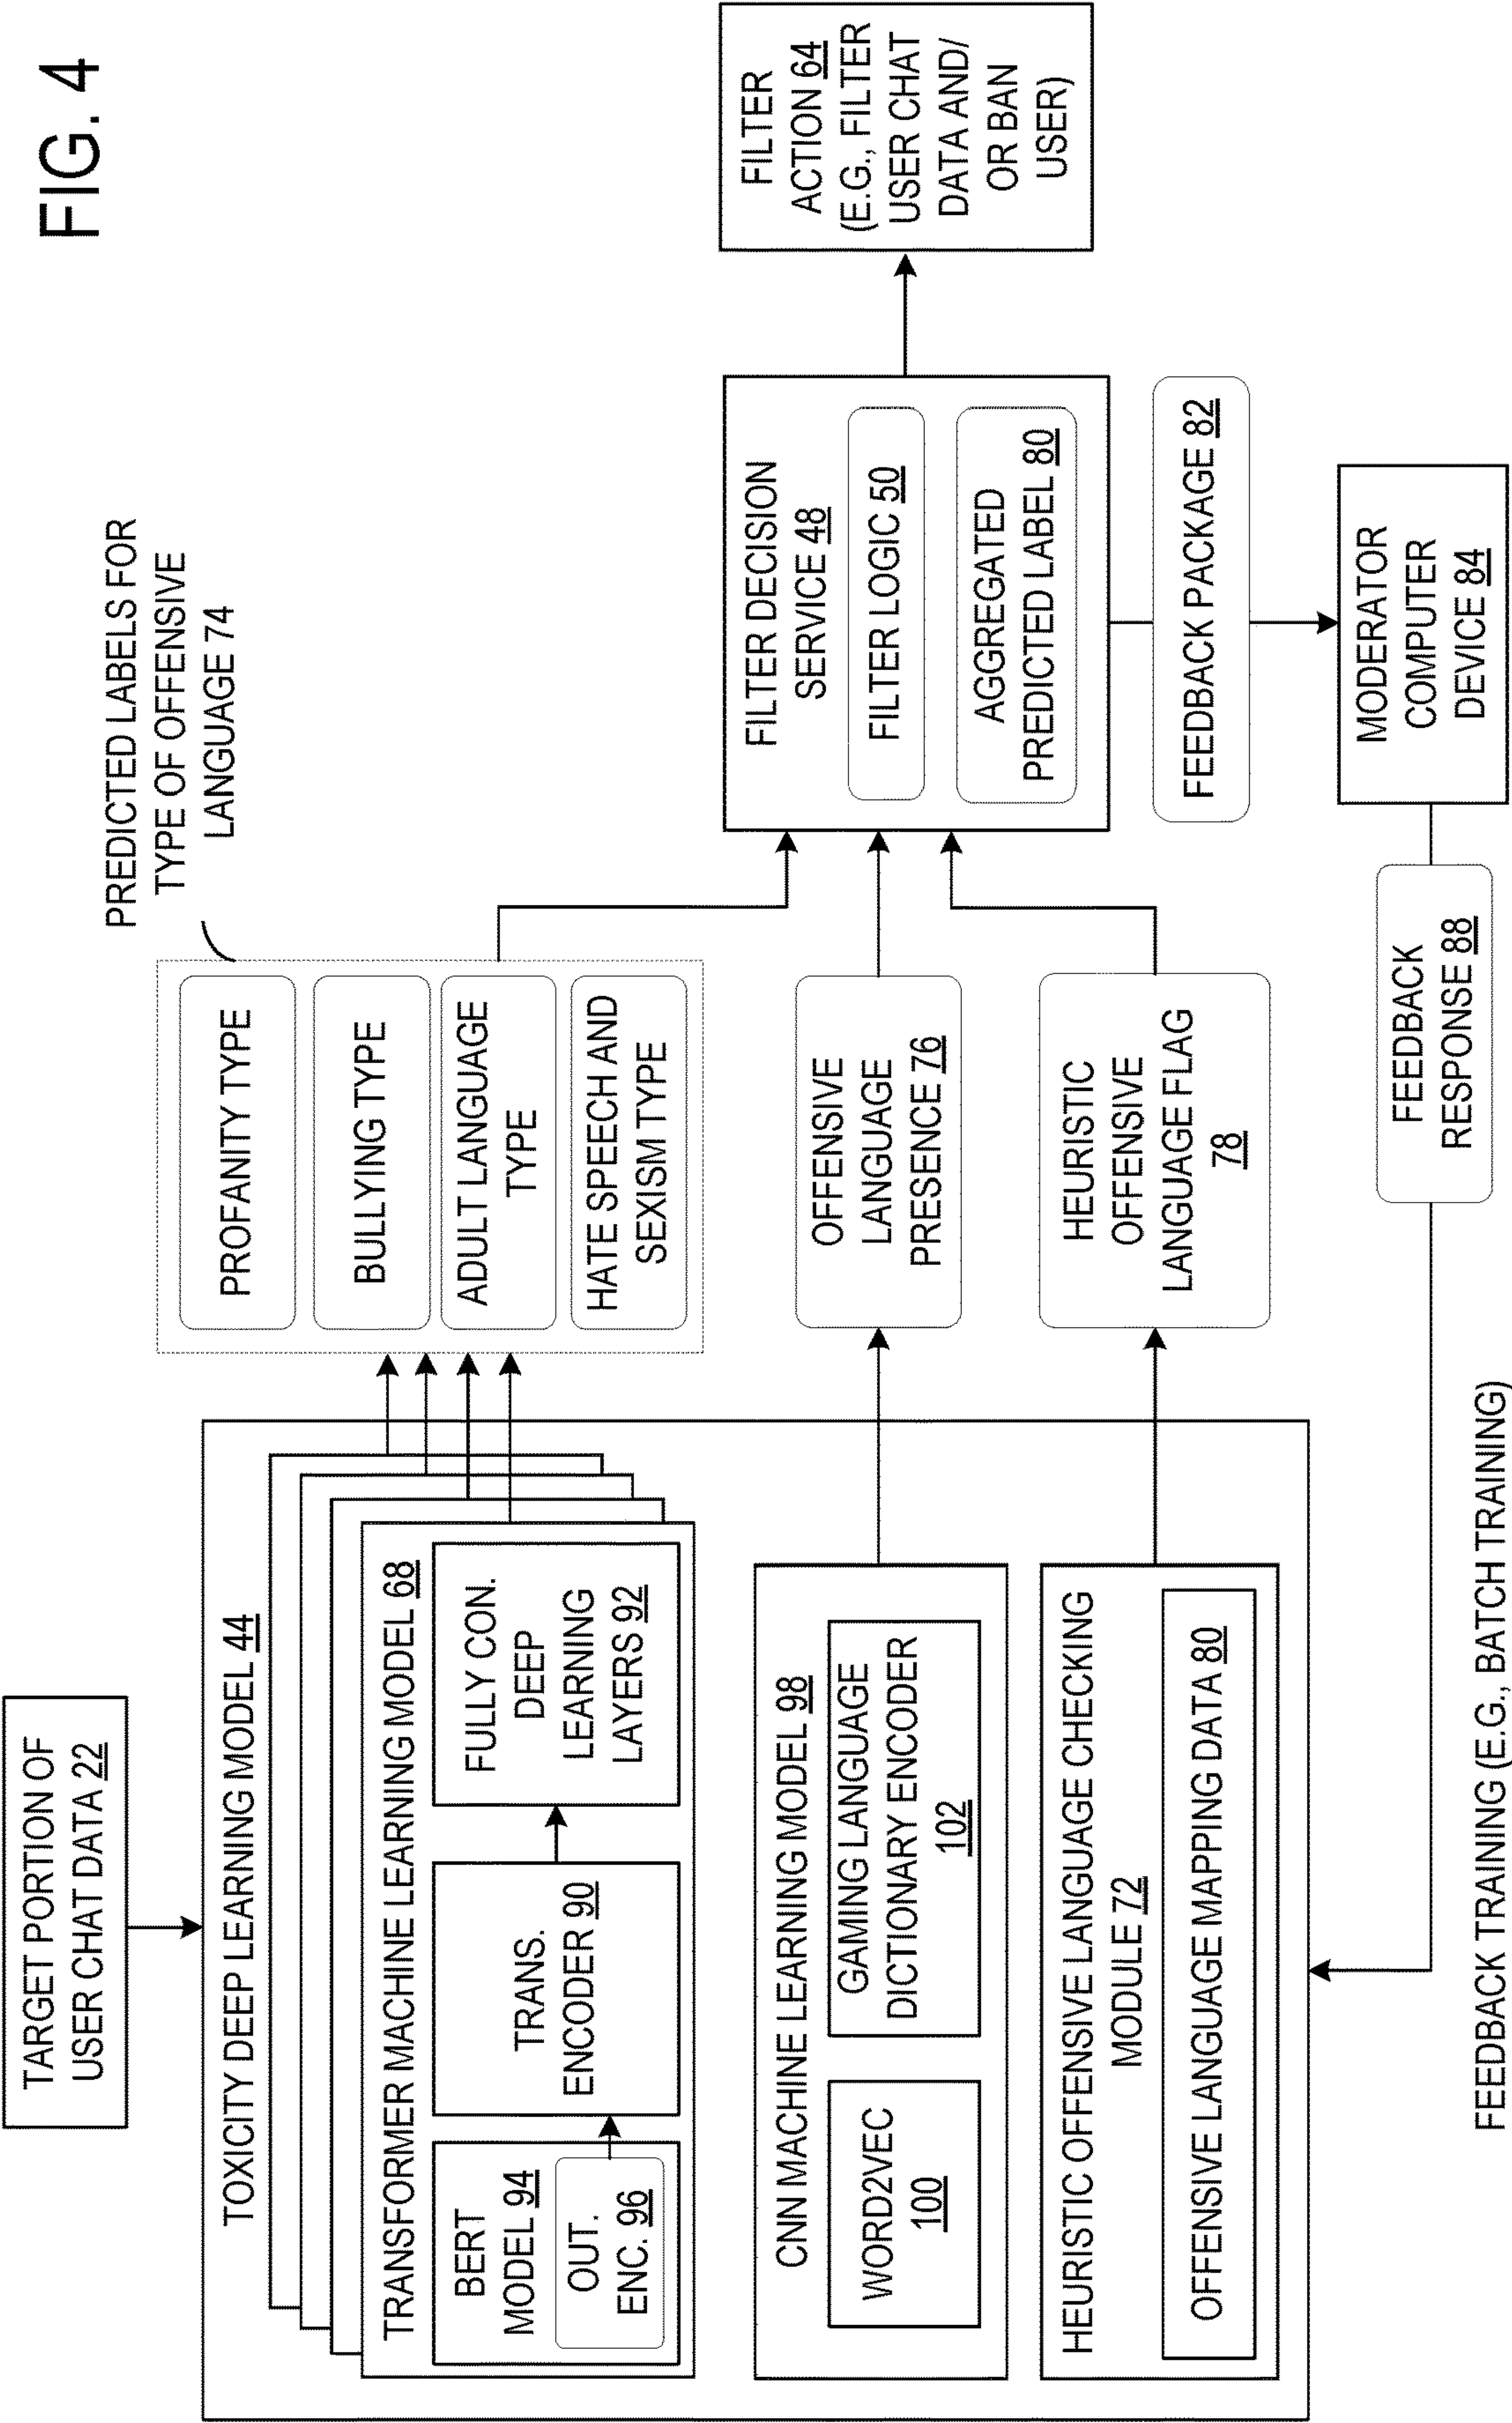 FIG. 4
TARGET PORTION OF
USER CHAT DATA 22
TOXICITY DEEP LEARNING MODEL 44
TRANSFORMER MACHINE LEARNING MODEL 68
BERT
MODEL 94
OUT.
ENC. 96
TRANS.
ENCODER 90
FULLY CON.
DEEP
LEARNING
LAYERS 92
CNN MACHINE LEARNING MODEL 98
WORD2VEC
100
GAMING LANGUAGE
DICTIONARY ENCODER
102
HEURISTIC OFFENSIVE LANGUAGE CHECKING
MODULE 72
OFFENSIVE LANGUAGE MAPPING DATA 80
PREDICTED LABELS FOR
TYPE OF OFFENSIVE
LANGUAGE 74
PROFANITY TYPE
BULLYING TYPE
ADULT LANGUAGE
TYPE
HATE SPEECH AND
SEXISM TYPE
OFFENSIVE
LANGUAGE
PRESENCE 76
HEURISTIC
OFFENSIVE
LANGUAGE FLAG
78
FILTER DECISION
SERVICE 48
FILTER LOGIC 50
AGGREGATED
PREDICTED LABEL 80
FILTER
ACTION 64
(E.G., FILTER
USER CHAT
DATA AND/
OR BAN
USER)
FEEDBACK PACKAGE 82
MODERATOR
COMPUTER
DEVICE 84
FEEDBACK
RESPONSE 88
FEEDBACK TRAINING (E.G., BATCH TRAINING)